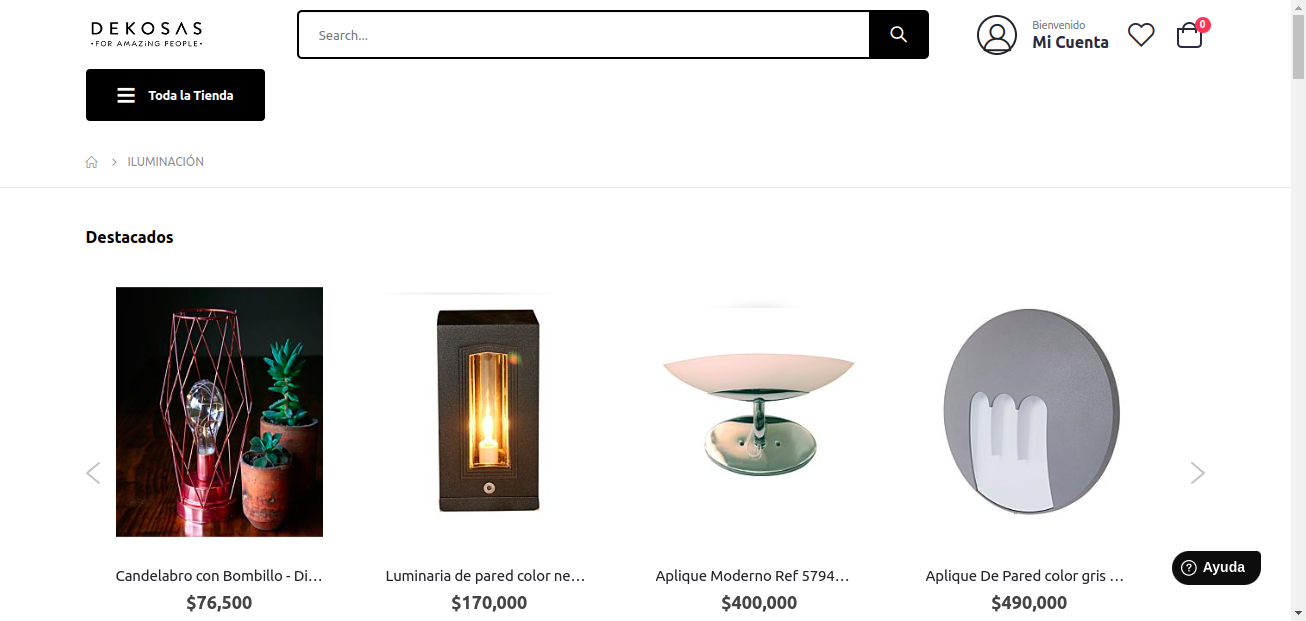 DEKOSAS
•FOR AMAZiNG PEOPLE•
Search...
Bienvenido
Mi Cuenta
0
Toda la Tienda
ILUMINACIÓN
Destacados
Candelabro con Bombillo - Di...
$76,500
Luminaria de pared color ne...
$170,000
Aplique Moderno Ref 5794...
$400,000
Aplique De Pared color gris ...
$490,000
Ayuda